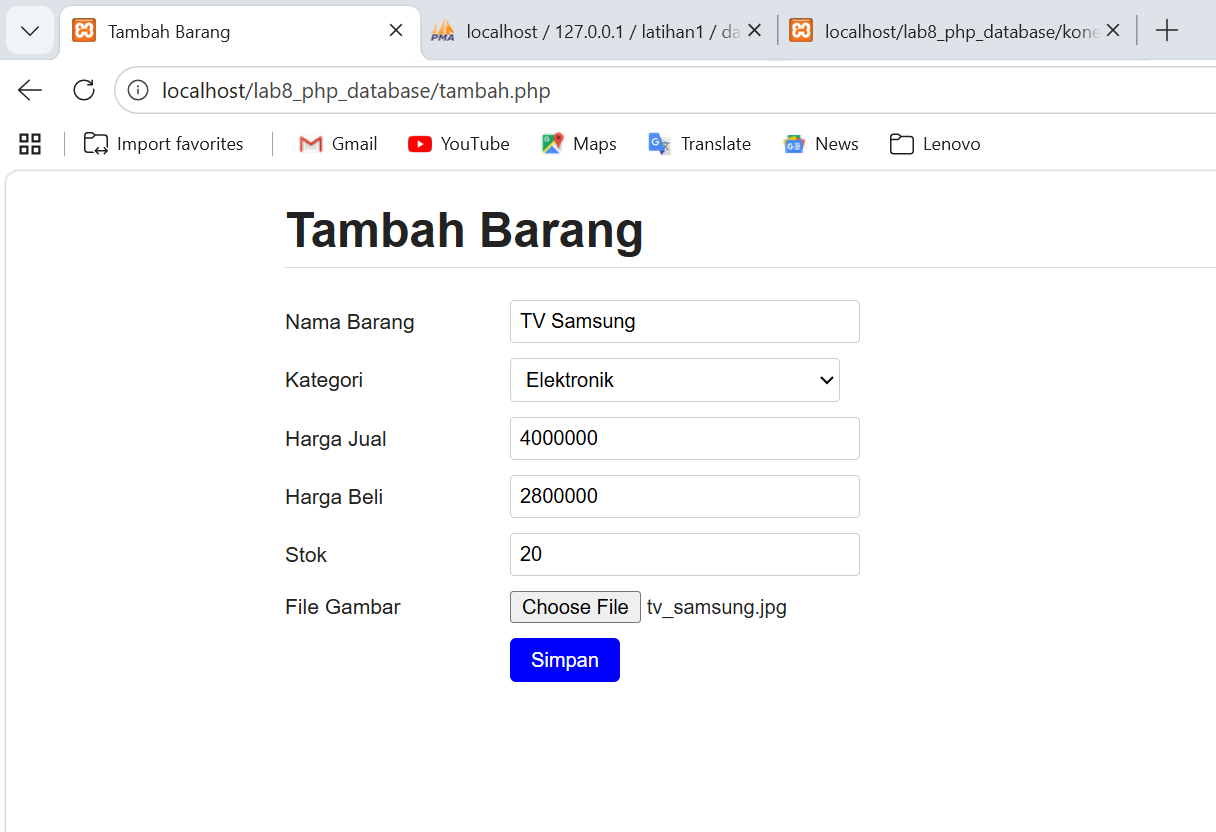 Tambah Barang
localhost / 127.0.0.1 / latihan1 / da
localhost/lab8_php_database/kone
localhost/lab8_php_database/tambah.php
Import favorites
Gmail
YouTube
Maps
Translate
News
Lenovo
Tambah Barang
Nama Barang TV Samsung
Kategori Elektronik
Harga Jual 4000000
Harga Beli 2800000
Stok 20
File Gambar Choose File tv_samsung.jpg
Simpan